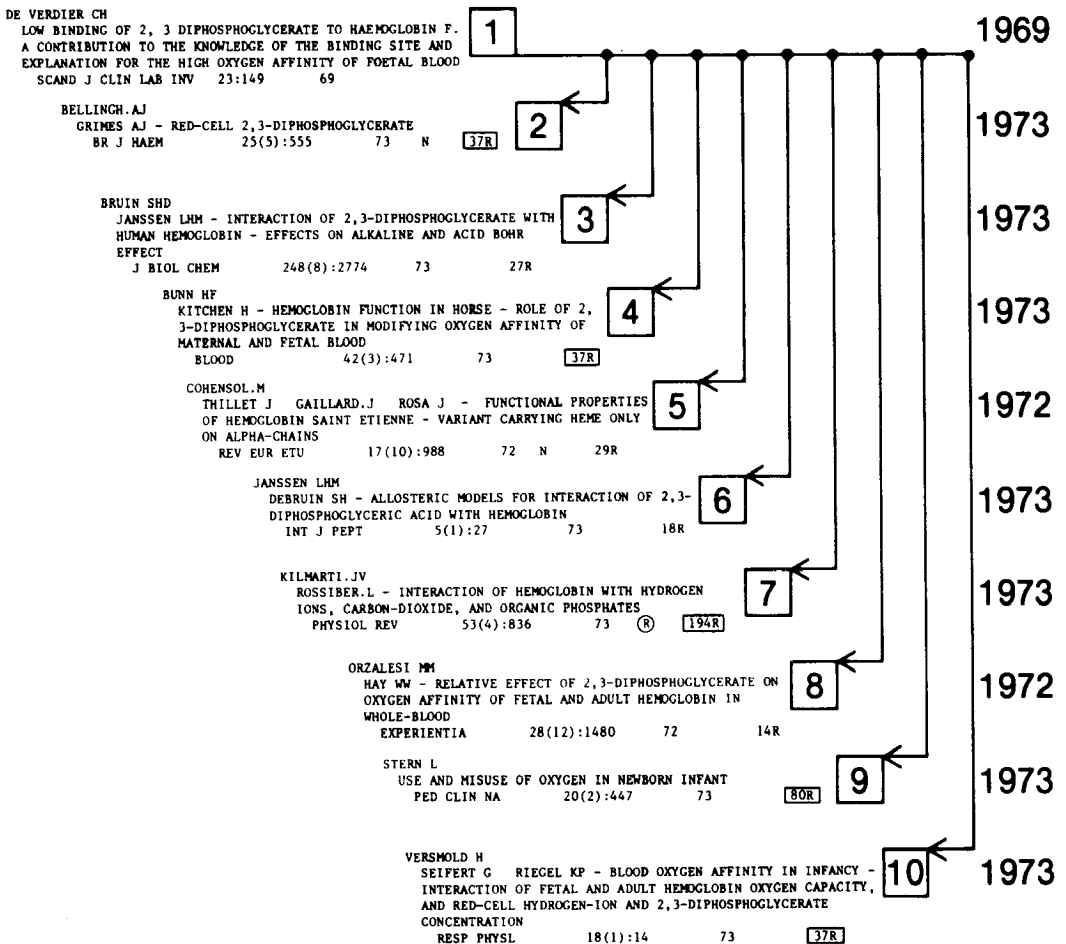 DE VERDIER CH
LOW BINDING OF 2, 3 DIPHOSPHOGLYCERATE TO HAEMOGLOBIN F.
A CONTRIBUTION TO THE KNOWLEDGE OF THE BINDING SITE AND
EXPLANATION FOR THE HIGH OXYGEN AFFINITY OF FOETAL BLOOD
SCAND J CLIN LAB INV 23:149 69
1
1969
BELLINGH.AJ
GRIMES AJ - RED-CELL 2,3-DIPHOSPHOGLYCERATE
BR J HAEM 25(5):555 73 N 37R
2
1973
BRUIN SHD
JANSSEN LHM - INTERACTION OF 2,3-DIPHOSPHOGLYCERATE WITH
HUMAN HEMOGLOBIN - EFFECTS ON ALKALINE AND ACID BOHR
EFFECT
J BIOL CHEM 248(8):2774 73 27R
3
1973
BUNN HF
KITCHEN H - HEMOGLOBIN FUNCTION IN HORSE - ROLE OF 2,
3-DIPHOSPHOGLYCERATE IN MODIFYING OXYGEN AFFINITY OF
MATERNAL AND FETAL BLOOD
BLOOD 42(3):471 73 37R
4
1973
COHENSOL.M
THILLET J GAILLARD.J ROSA J - FUNCTIONAL PROPERTIES
OF HEMOGLOBIN SAINT ETIENNE - VARIANT CARRYING HEME ONLY
ON ALPHA-CHAINS
REV EUR ETU 17(10):988 72 N 29R
5
1972
JANSSEN LHM
DEBRUIN SH - ALLOSTERIC MODELS FOR INTERACTION OF 2,3-
DIPHOSPHOGLYCERIC ACID WITH HEMOGLOBIN
INT J PEPT 5(1):27 73 18R
6
1973
KILMARTI.JV
ROSSIBER.L - INTERACTION OF HEMOGLOBIN WITH HYDROGEN
IONS, CARBON-DIOXIDE, AND ORGANIC PHOSPHATES
PHYSIOL REV 53(4):836 73 R 194R
7
1973
ORZALESI MM
HAY WW - RELATIVE EFFECT OF 2,3-DIPHOSPHOGLYCERATE ON
OXYGEN AFFINITY OF FETAL AND ADULT HEMOGLOBIN IN
WHOLE-BLOOD
EXPERIENTIA 28(12):1480 72 14R
8
1972
STERN L
USE AND MISUSE OF OXYGEN IN NEWBORN INFANT
PED CLIN NA 20(2):447 73 80R
9
1973
VERSMOLD H
SEIFERT G RIEGEL KP - BLOOD OXYGEN AFFINITY IN INFANCY -
INTERACTION OF FETAL AND ADULT HEMOGLOBIN OXYGEN CAPACITY,
AND RED-CELL HYDROGEN-ION AND 2,3-DIPHOSPHOGLYCERATE
CONCENTRATION
RESP PHYSL 18(1):14 73 37R
10
1973